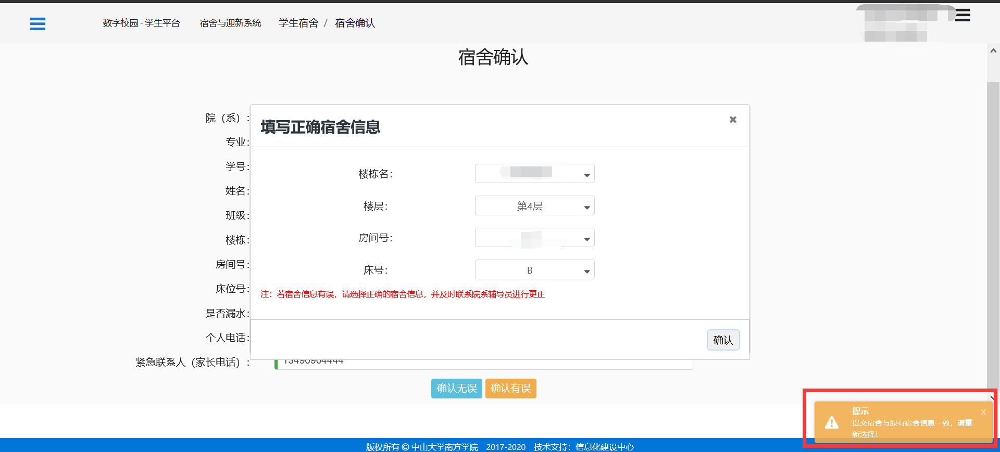 数字校园 - 学生平台 宿舍与迎新系统 学生宿舍 / 宿舍确认
宿舍确认
院（系）：
专业：
学号：
姓名：
班级：
楼栋：
房间号：
床位号：
是否漏水：
个人电话：
紧急联系人（家长电话）：
填写正确宿舍信息
楼栋名：
楼层： 第4层
房间号：
床号： B
注：若宿舍信息有误，请选择正确的宿舍信息，并及时联系院系辅导员进行更正
确认
确认无误 确认有误
提示 x
提交宿舍与原有宿舍信息一致，请重
新选择！
版权所有 © 中山大学南方学院 2017-2020 技术支持：信息化建设中心